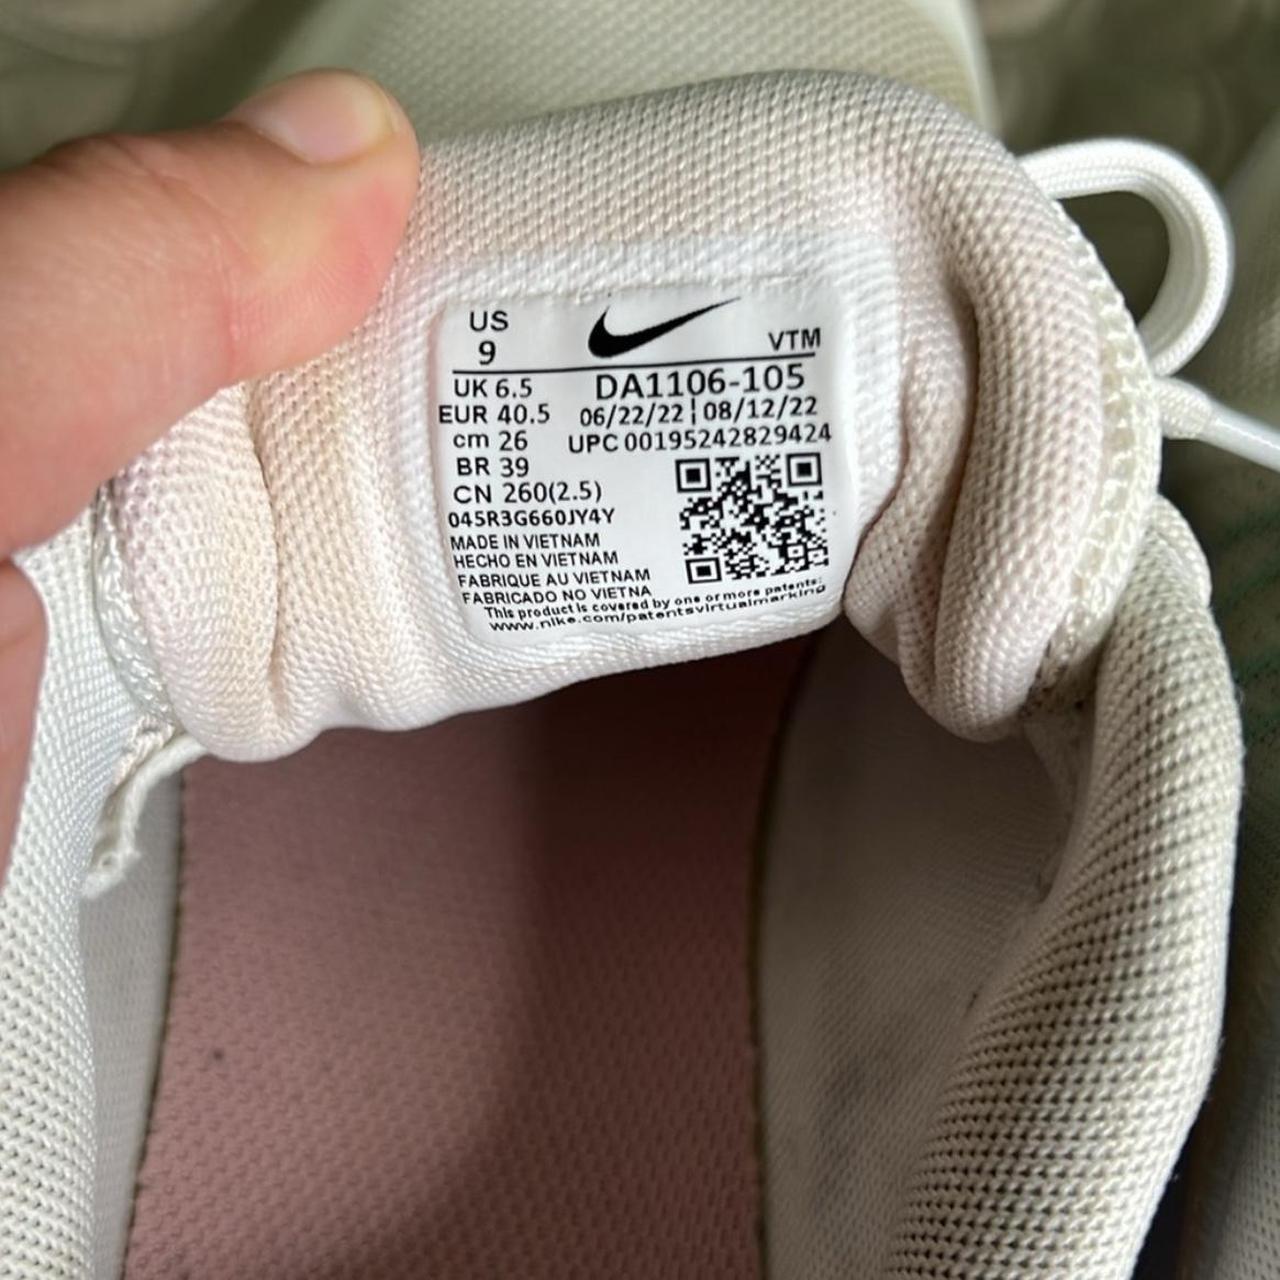 US
9
VTM
UK 6.5
DA1106-105
EUR 40.5
06/22/22 | 08/12/22
cm 26
UPC 00195242829424
BR 39
CN 260(2.5)
045R3G660JY4Y
MADE IN VIETNAM
HECHO EN VIETNAM
FABRIQUE AU VIETNAM
FABRICADO NO VIETNA
This product is covered by one or more patents:
www.nike.com/patentsvirtualmarking